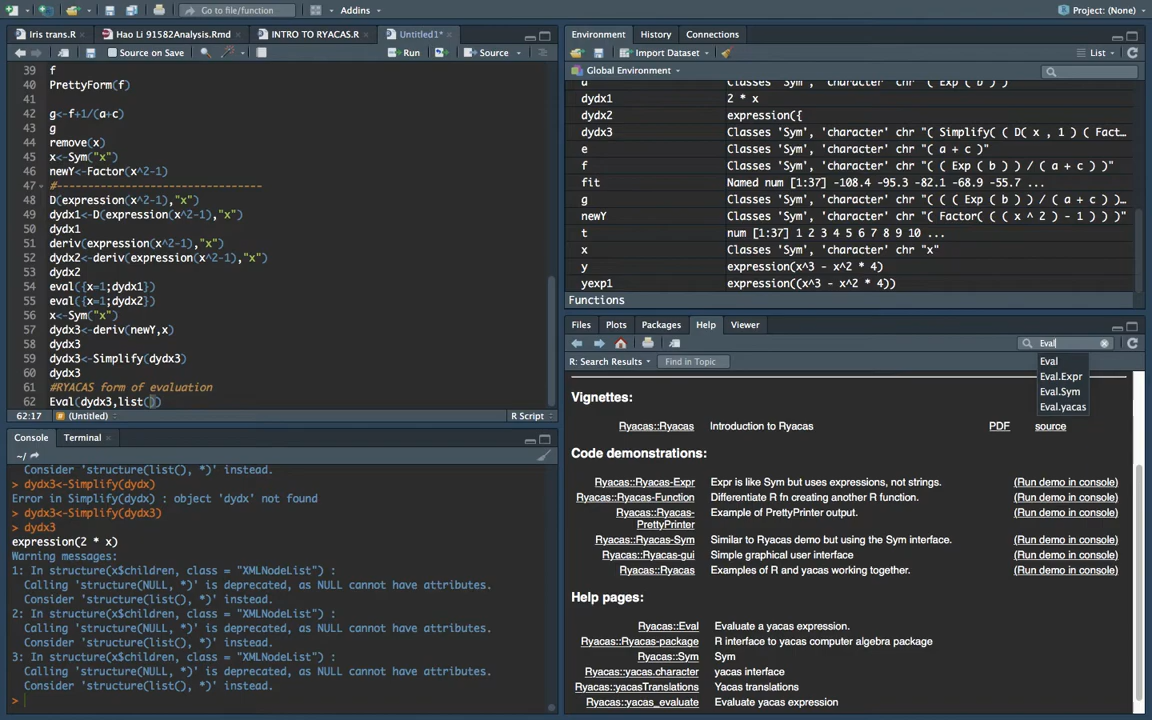 Go to file/function
Addins
Project: (None)
Iris trans.R
Hao Li 91582Analysis.Rmd
INTRO TO RYACAS.R
Untitled1*
Source on Save
Run
Source
39 f
40 PrettyForm(f)
41
42 g<-f+1/(a+c)
43 g
44 remove(x)
45 x<-Sym("x")
46 newY<-Factor(x^2-1)
47 #---------------------------------
48 D(expression(x^2-1),"x")
49 dydx1<-D(expression(x^2-1),"x")
50 dydx1
51 deriv(expression(x^2-1),"x")
52 dydx2<-deriv(expression(x^2-1),"x")
53 dydx2
54 eval({x=1;dydx1})
55 eval({x=1;dydx2})
56 x<-Sym("x")
57 dydx3<-deriv(newY,x)
58 dydx3
59 dydx3<-Simplify(dydx3)
60 dydx3
61 #RYACAS form of evaluation
62 Eval(dydx3,list())
62:17
(Untitled)
R Script
Console
Terminal
~/
Consider 'structure(list(), *)' instead.
> dydx3<-Simplify(dydx)
Error in Simplify(dydx) : object 'dydx' not found
> dydx3<-Simplify(dydx3)
> dydx3
expression(2 * x)
Warning messages:
1: In structure(x$children, class = "XMLNodeList") :
Calling 'structure(NULL, *)' is deprecated, as NULL cannot have attributes.
Consider 'structure(list(), *)' instead.
2: In structure(x$children, class = "XMLNodeList") :
Calling 'structure(NULL, *)' is deprecated, as NULL cannot have attributes.
Consider 'structure(list(), *)' instead.
3: In structure(x$children, class = "XMLNodeList") :
Calling 'structure(NULL, *)' is deprecated, as NULL cannot have attributes.
Consider 'structure(list(), *)' instead.
>
Environment
History
Connections
Import Dataset
List
Global Environment
a Classes 'Sym', 'character' chr "( Exp ( b ) )"
dydx1 2 * x
dydx2 expression({
dydx3 Classes 'Sym', 'character' chr "( Simplify( ( D( x , 1 ) ( Fact…
e Classes 'Sym', 'character' chr "( a + c )"
f Classes 'Sym', 'character' chr "( ( Exp ( b ) ) / ( a + c ) )"
fit Named num [1:37] -108.4 -95.3 -82.1 -68.9 -55.7 ...
g Classes 'Sym', 'character' chr "( ( ( Exp ( b ) ) / ( a + c ) )…
newY Classes 'Sym', 'character' chr "( Factor( ( ( x ^ 2 ) - 1 ) ) )"
t num [1:37] 1 2 3 4 5 6 7 8 9 10 ...
x Classes 'Sym', 'character' chr "x"
y expression(x^3 - x^2 * 4)
yexp1 expression((x^3 - x^2 * 4))
Functions
Files
Plots
Packages
Help
Viewer
Eval
R: Search Results
Find in Topic
Eval
Eval.Expr
Eval.Sym
Eval.yacas
Vignettes:
Ryacas::Ryacas Introduction to Ryacas PDF source
Code demonstrations:
Ryacas::Ryacas-Expr Expr is like Sym but uses expressions, not strings. (Run demo in console)
Ryacas::Ryacas-Function Differentiate R fn creating another R function. (Run demo in console)
Ryacas::Ryacas- Example of PrettyPrinter output. (Run demo in console)
PrettyPrinter
Ryacas::Ryacas-Sym Similar to Ryacas demo but using the Sym interface. (Run demo in console)
Ryacas::Ryacas-gui Simple graphical user interface (Run demo in console)
Ryacas::Ryacas Examples of R and yacas working together. (Run demo in console)
Help pages:
Ryacas::Eval Evaluate a yacas expression.
Ryacas::Ryacas-package R interface to yacas computer algebra package
Ryacas::Sym Sym
Ryacas::yacas.character yacas interface
Ryacas::yacasTranslations Yacas translations
Ryacas::yacas_evaluate Evaluate yacas expression